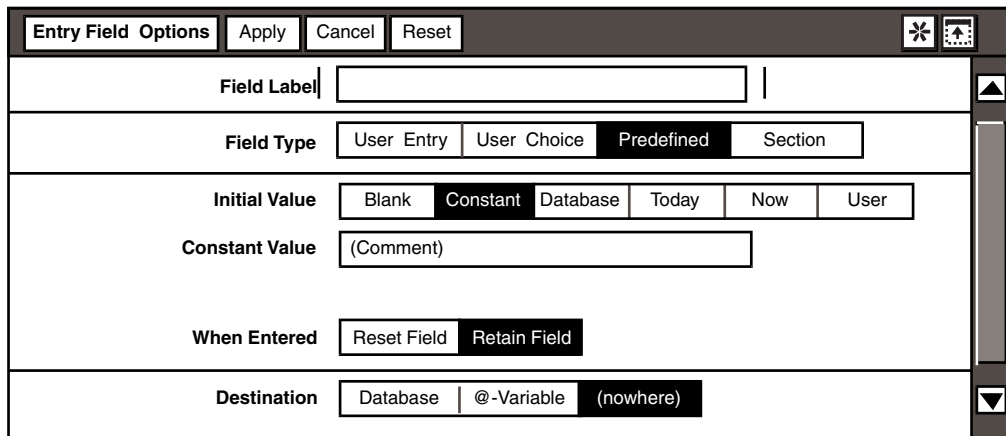 Entry Field Options Apply Cancel Reset
Field Label
Field Type User Entry User Choice Predefined Section
Initial Value Blank Constant Database Today Now User
Constant Value (Comment)
When Entered Reset Field Retain Field
Destination Database @-Variable (nowhere)